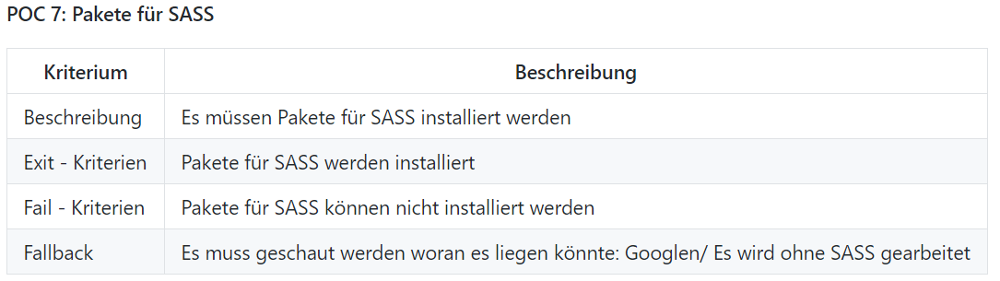 POC 7: Pakete für SASS
Kriterium Beschreibung
Beschreibung Es müssen Pakete für SASS installiert werden
Exit - Kriterien Pakete für SASS werden installiert
Fail - Kriterien Pakete für SASS können nicht installiert werden
Fallback Es muss geschaut werden woran es liegen könnte: Googlen/ Es wird ohne SASS gearbeitet